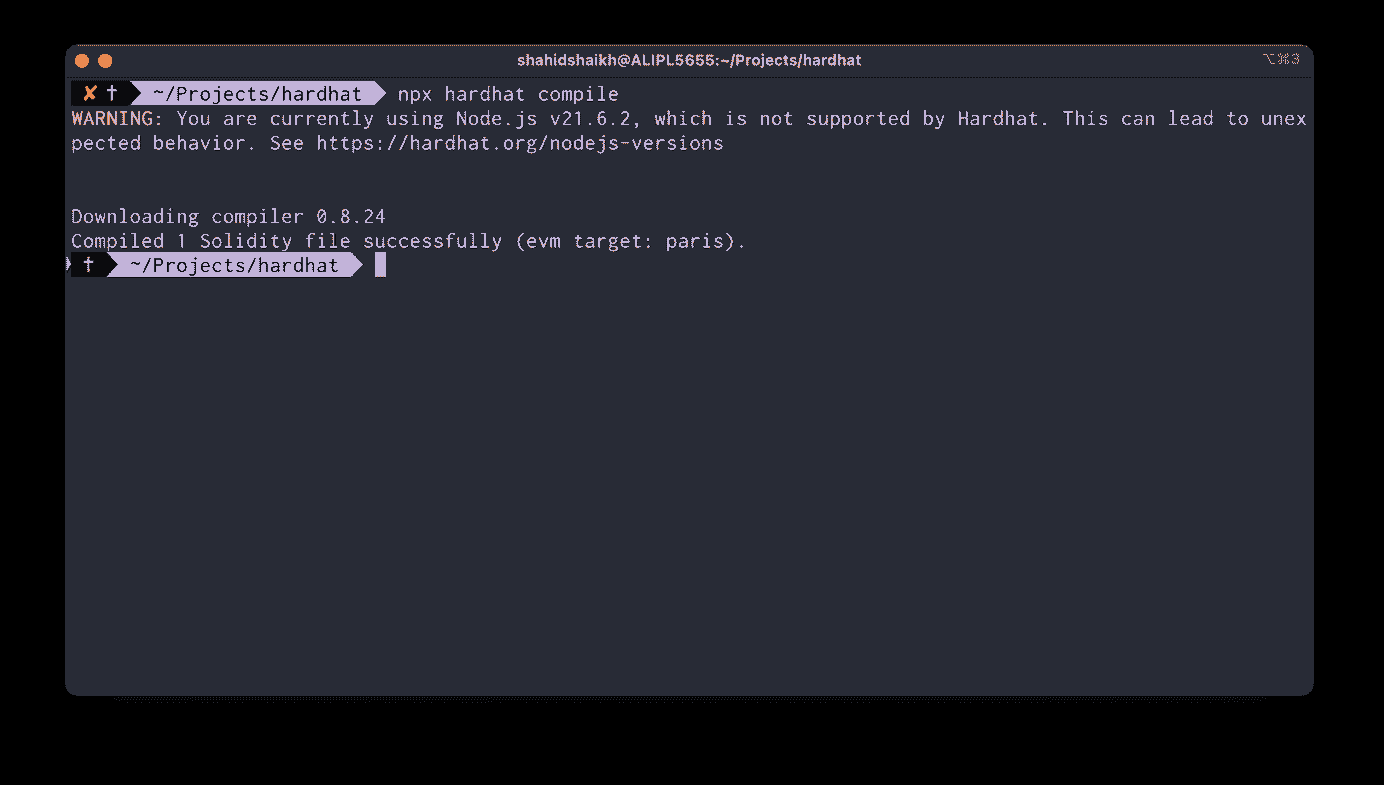 shahidshaikh@ALIPL5655:~/Projects/hardhat
⌥⌘3
✘ † ~/Projects/hardhat npx hardhat compile
WARNING: You are currently using Node.js v21.6.2, which is not supported by Hardhat. This can lead to unex
pected behavior. See https://hardhat.org/nodejs-versions
Downloading compiler 0.8.24
Compiled 1 Solidity file successfully (evm target: paris).
† ~/Projects/hardhat